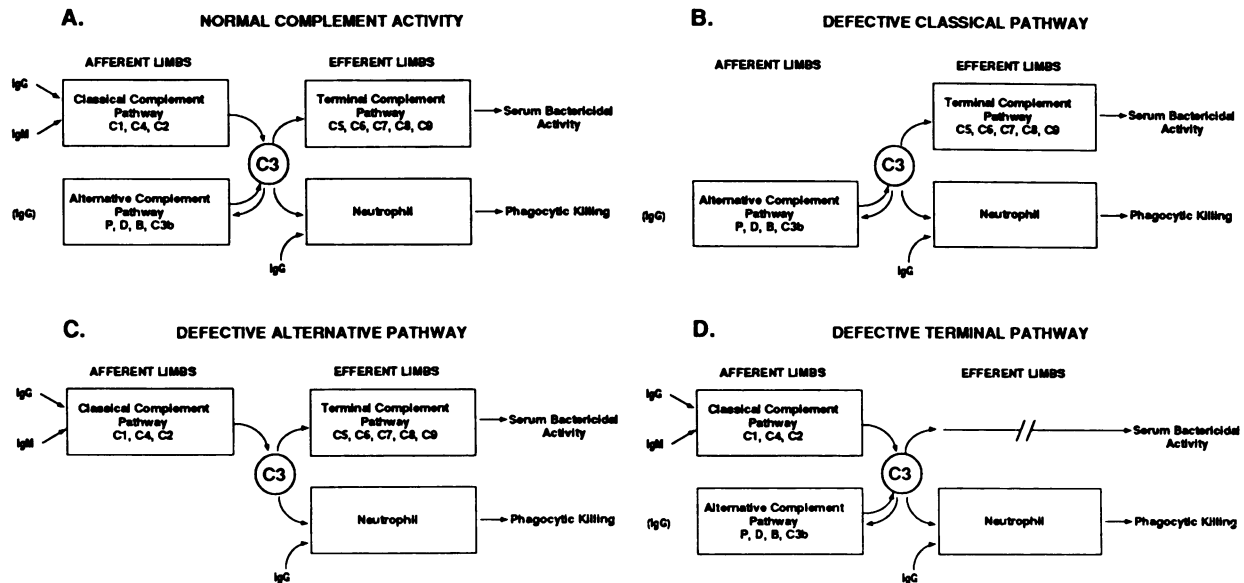 A.
NORMAL COMPLEMENT ACTIVITY
AFFERENT LIMBS
EFFERENT LIMBS
IgG
IgM
Classical Complement
Pathway
C1, C4, C2
Terminal Complement
Pathway
C5, C6, C7, C8, C9
Serum Bactericidal
Activity
C3
(IgG)
Alternative Complement
Pathway
P, D, B, C3b
Neutrophil
Phagocytic Killing
IgG
B.
DEFECTIVE CLASSICAL PATHWAY
AFFERENT LIMBS
EFFERENT LIMBS
Terminal Complement
Pathway
C5, C6, C7, C8, C9
Serum Bactericidal
Activity
C3
(IgG)
Alternative Complement
Pathway
P, D, B, C3b
Neutrophil
Phagocytic Killing
IgG
C.
DEFECTIVE ALTERNATIVE PATHWAY
AFFERENT LIMBS
EFFERENT LIMBS
IgG
IgM
Classical Complement
Pathway
C1, C4, C2
Terminal Complement
Pathway
C5, C6, C7, C8, C9
Serum Bactericidal
Activity
C3
Neutrophil
Phagocytic Killing
IgG
D.
DEFECTIVE TERMINAL PATHWAY
AFFERENT LIMBS
EFFERENT LIMBS
IgG
IgM
Classical Complement
Pathway
C1, C4, C2
Serum Bactericidal
Activity
C3
(IgG)
Alternative Complement
Pathway
P, D, B, C3b
Neutrophil
Phagocytic Killing
IgG